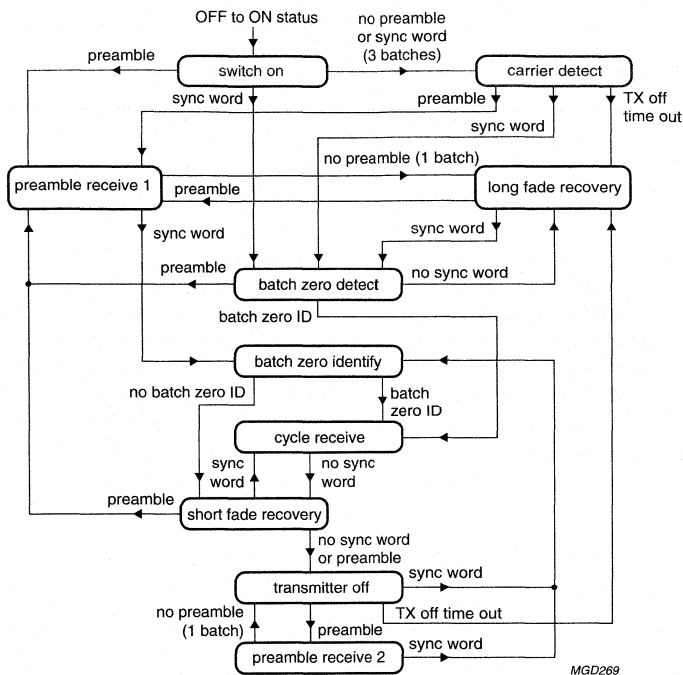 OFF to ON status
no preamble
or sync word
(3 batches)
preamble
switch on
carrier detect
sync word
preamble
TX off
time out
sync word
no preamble (1 batch)
preamble receive 1
preamble
long fade recovery
sync word
sync word
preamble
no sync word
batch zero detect
batch zero ID
batch zero identify
no batch zero ID
batch
zero ID
cycle receive
sync
word
no sync
word
preamble
short fade recovery
no sync word
or preamble
sync word
transmitter off
no preamble
(1 batch)
TX off time out
preamble
sync word
preamble receive 2
MGD269